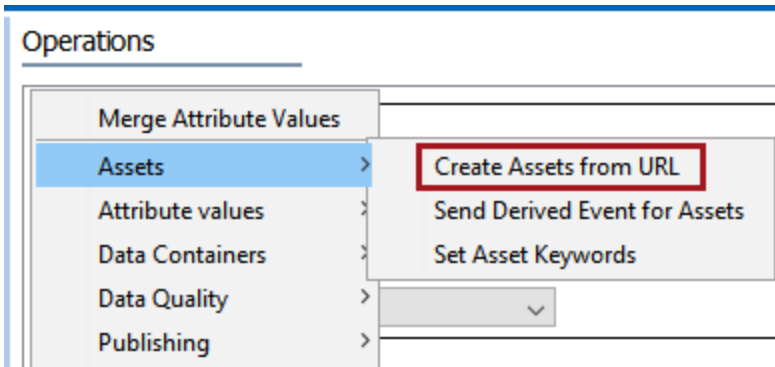 Operations
Merge Attribute Values
Assets
Create Assets from URL
Attribute values
Send Derived Event for Assets
Data Containers
Set Asset Keywords
Data Quality
Publishing